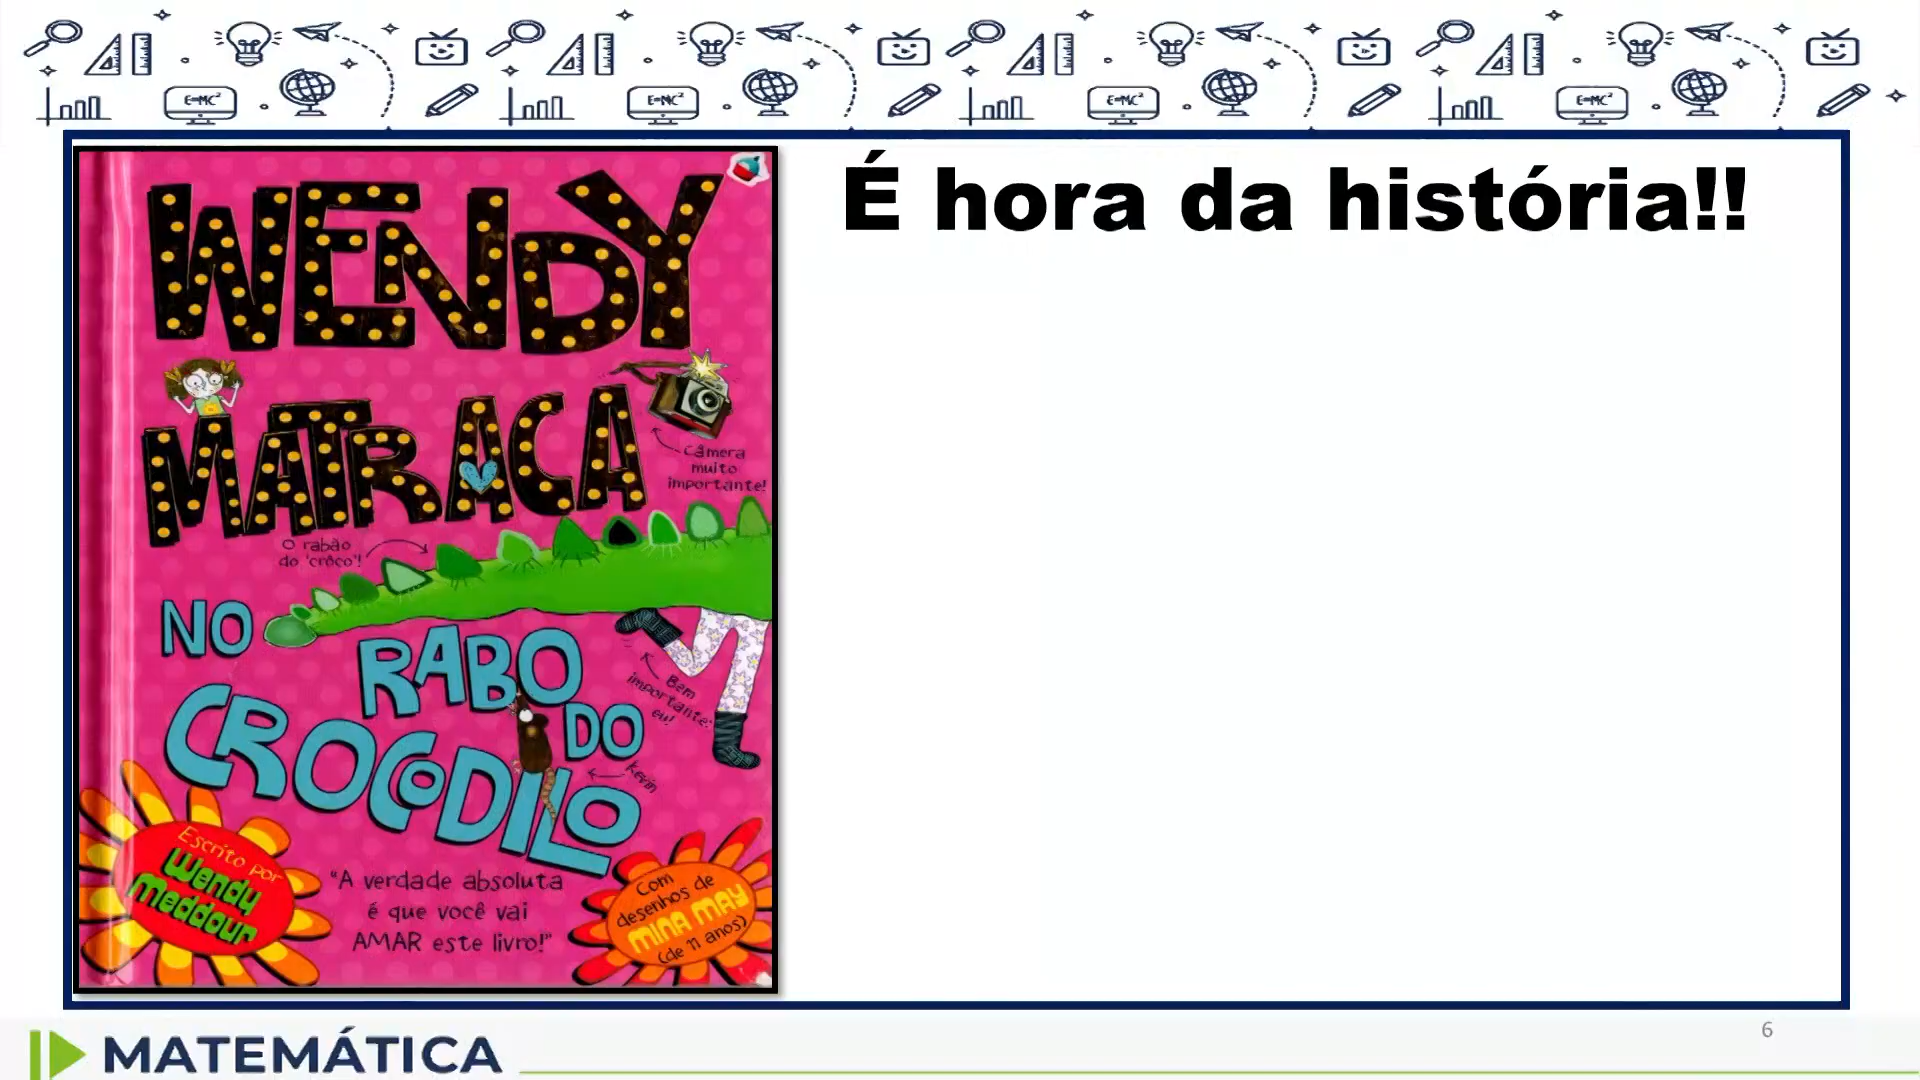 E=MC²
E=MC²
E=MC²
E=MC²
É hora da história!!
WENDY
MATRACA
câmera
muito
importante!
O rabão
do 'croco'!
NO
RABO
DO
CROCODILO
Bem
importante:
eu!
Kevin
Escrito por
Wendy
Meddour
"A verdade absoluta
é que você vai
AMAR este livro!"
Com
desenhos de
MINA MAY
(de 11 anos)
MATEMÁTICA
6